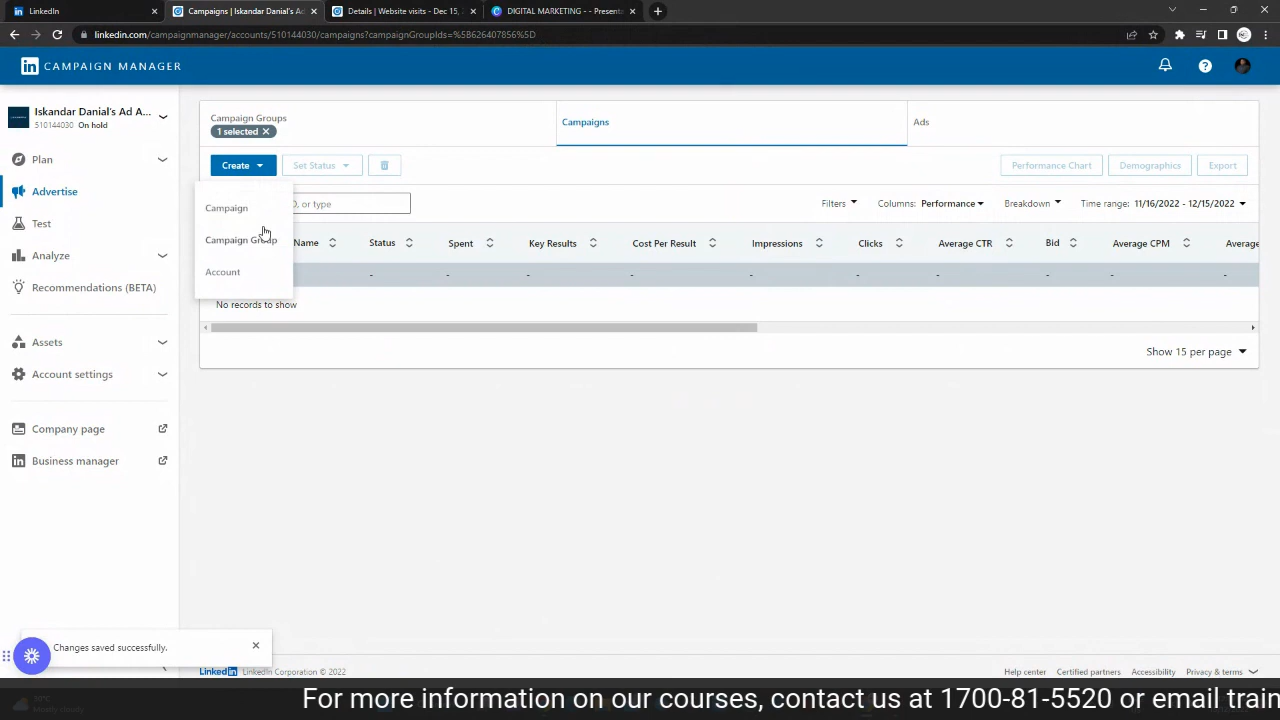 LinkedIn
Campaigns | Iskandar Danial's Ad A
Details | Website visits - Dec 15,
DIGITAL MARKETING - - Presenta
linkedin.com/campaignmanager/accounts/510144030/campaigns?campaignGroupIds=%5B626407856%5D
in CAMPAIGN MANAGER
Iskandar Danial's Ad A...
510144030 On hold
Plan
Advertise
Test
Analyze
Recommendations (BETA)
Assets
Account settings
Company page
Business manager
Campaign Groups
1 selected
Campaigns
Ads
Create
Set Status
Performance Chart
Demographics
Export
Campaign
Campaign Group
Account
D, or type
Filters
Columns: Performance
Breakdown
Time range: 11/16/2022 - 12/15/2022
Name Status Spent Key Results Cost Per Result Impressions Clicks Average CTR Bid Average CPM Average
- - - - - - - - - -
No records to show
Show 15 per page
Changes saved successfully.
LinkedIn LinkedIn Corporation © 2022
Help center Certified partners Accessibility Privacy & terms
30°C
Mostly cloudy
For more information on our courses, contact us at 1700-81-5520 or email train